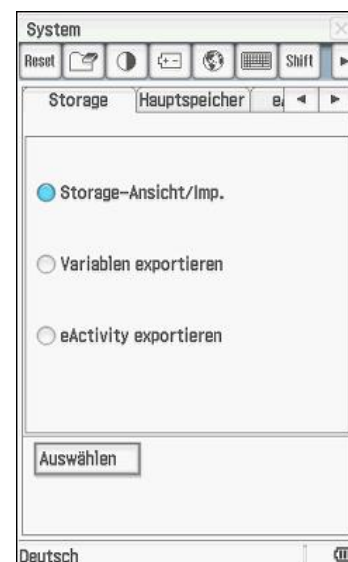 System
Reset Shift
Storage Hauptspeicher
Storage-Ansicht/Imp.
Variablen exportieren
eActivity exportieren
Auswählen
Deutsch